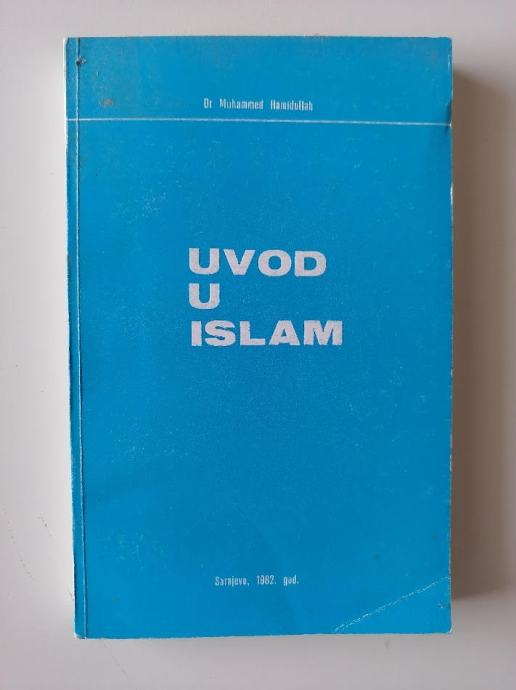 Dr Muhammed Hamidullah
UVOD
U
ISLAM
Sarajevo, 1982. god.